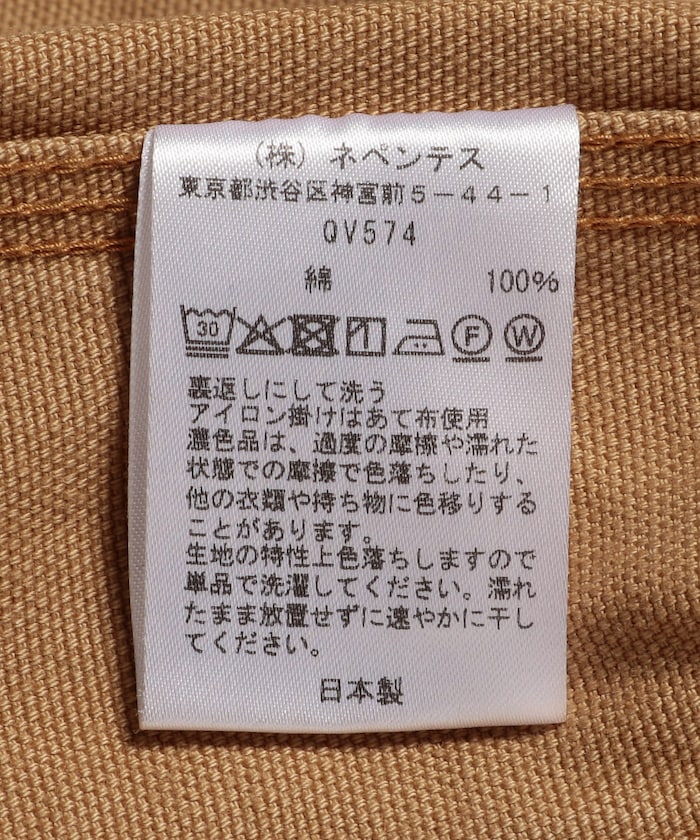 (株)ネペンテス
東京都渋谷区神宮前5-44-1
QV574
綿 100%
30 F W
裏返しにして洗う
アイロン掛けはあて布使用
濃色品は、過度の摩擦や濡れた
状態での摩擦で色落ちしたり、
他の衣類や持ち物に色移りする
ことがあります。
生地の特性上色落ちしますので
単品で洗濯してください。濡れ
たまま放置せずに速やかに干し
てください。
日本製